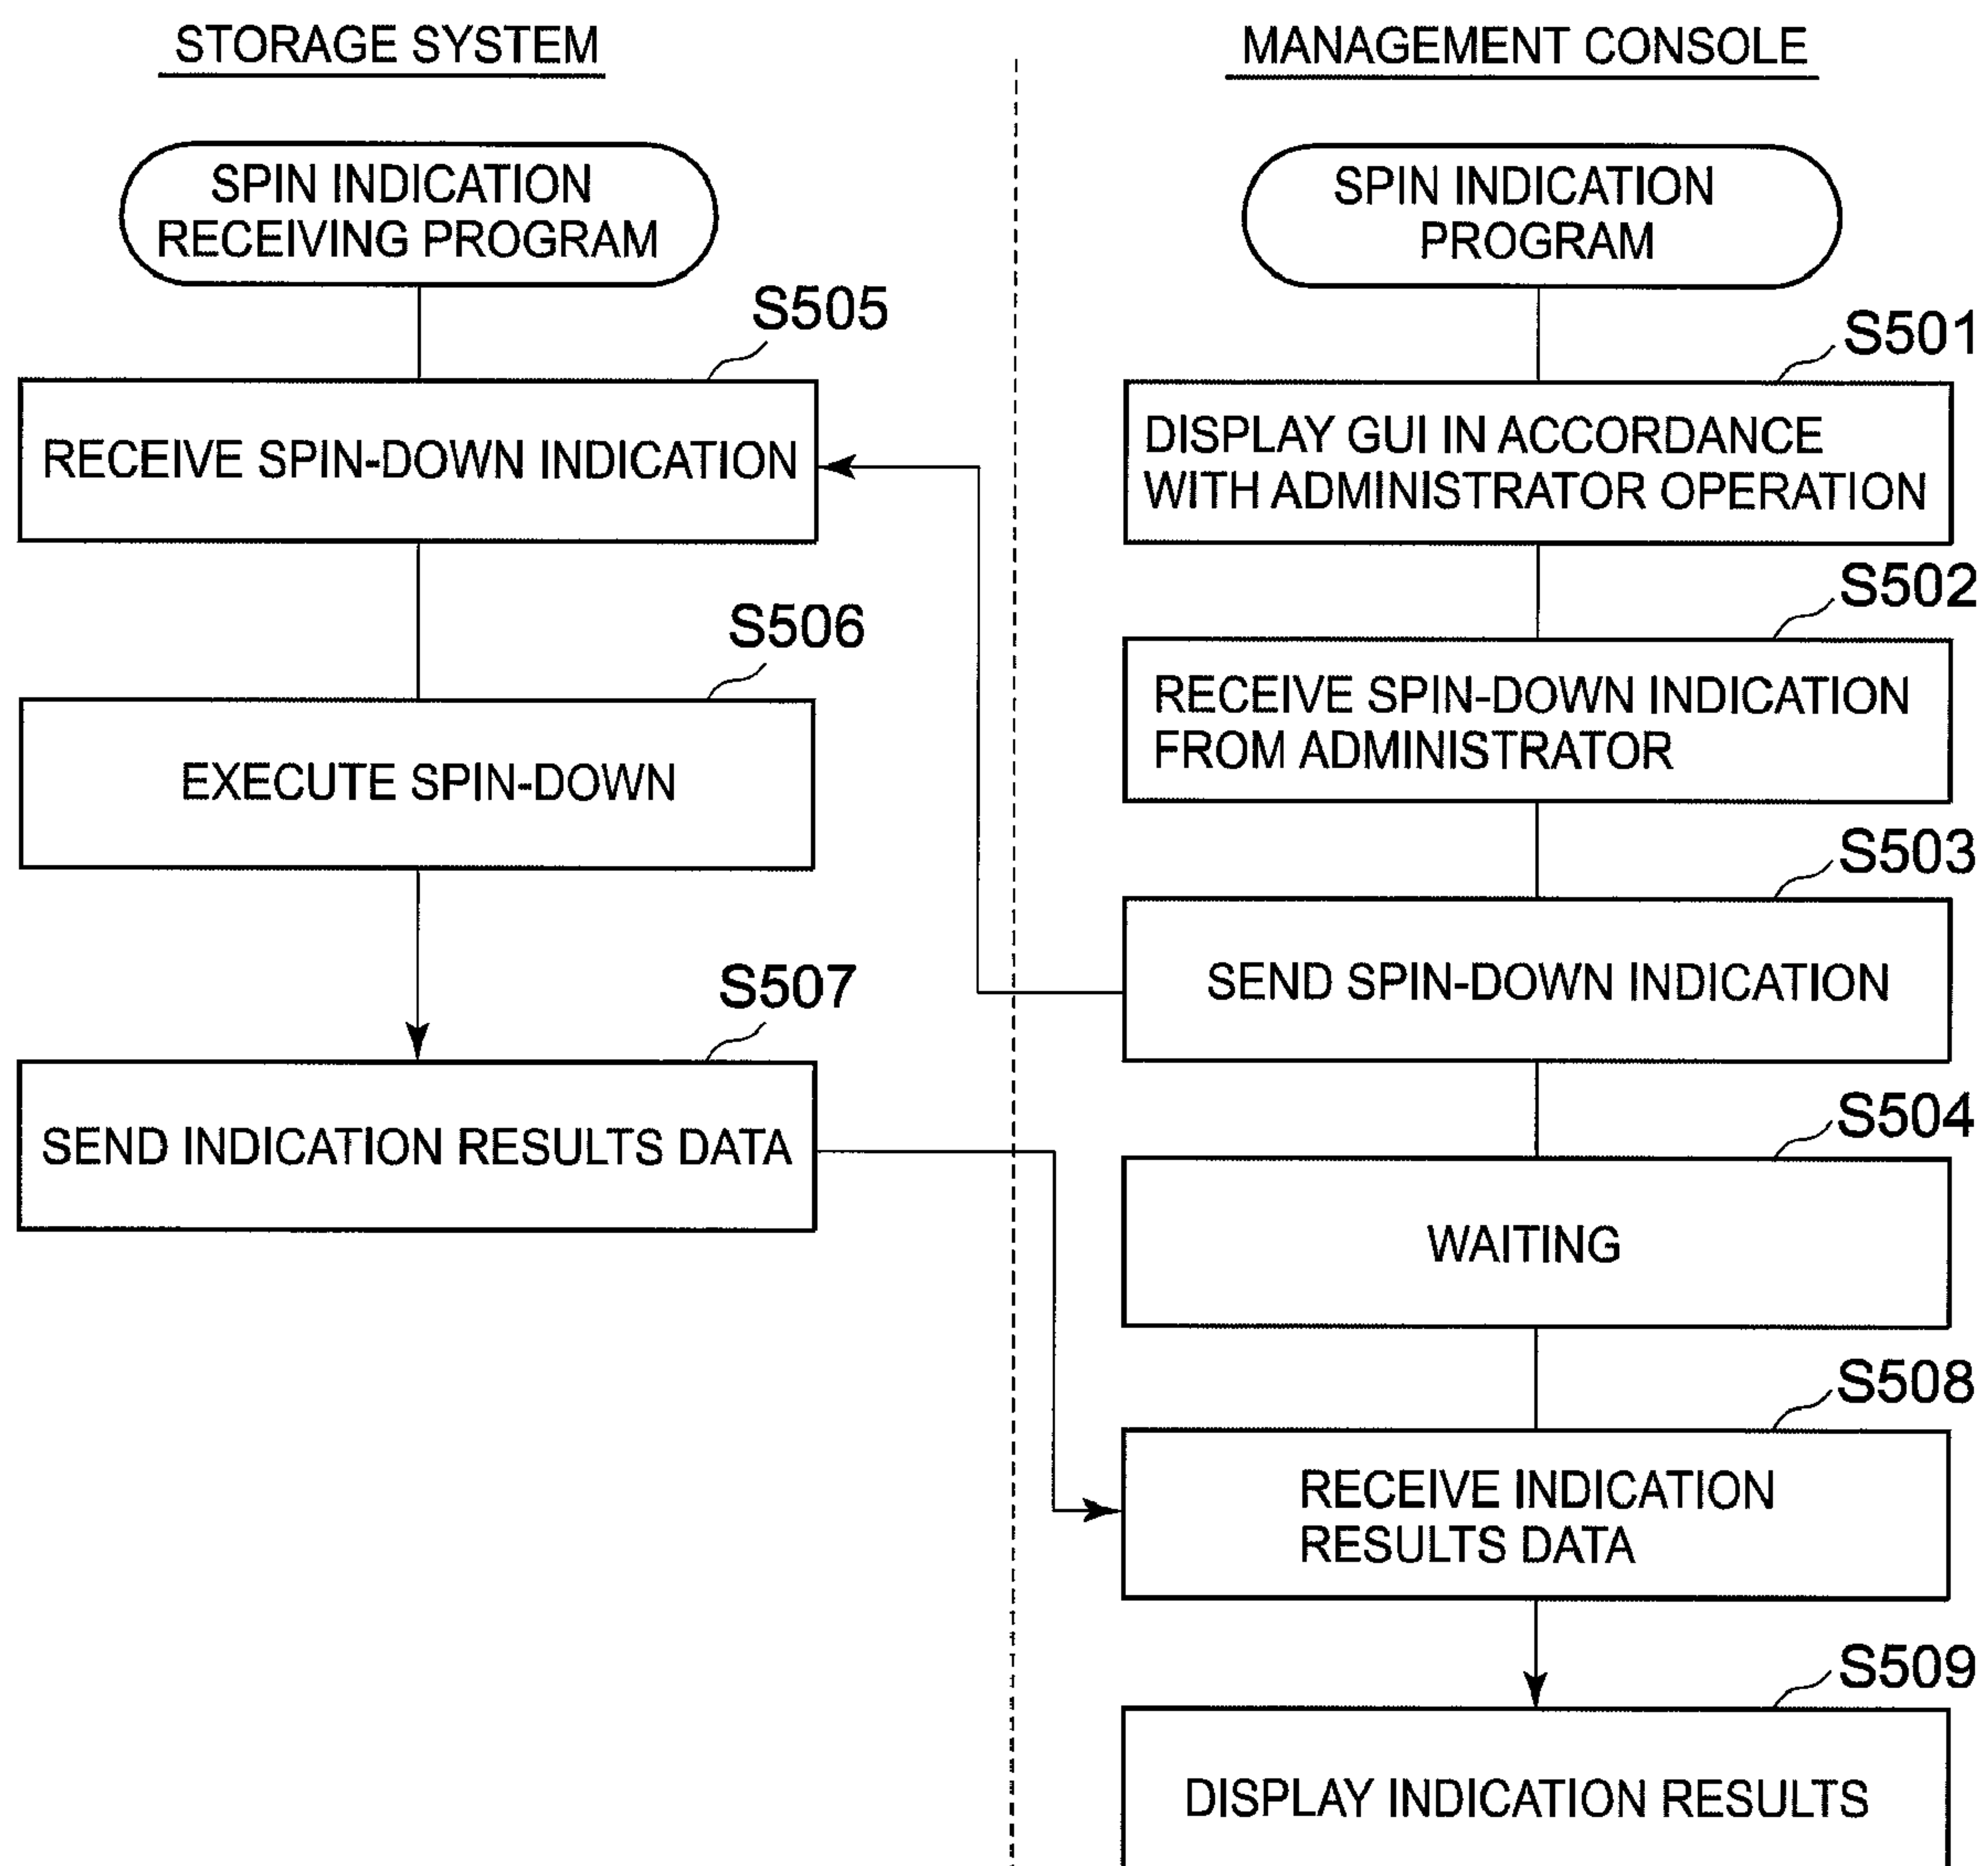 STORAGE SYSTEM
SPIN INDICATION
RECEIVING PROGRAM
S505
RECEIVE SPIN-DOWN INDICATION
S506
EXECUTE SPIN-DOWN
S507
SEND INDICATION RESULTS DATA
MANAGEMENT CONSOLE
SPIN INDICATION
PROGRAM
S501
DISPLAY GUI IN ACCORDANCE
WITH ADMINISTRATOR OPERATION
S502
RECEIVE SPIN-DOWN INDICATION
FROM ADMINISTRATOR
S503
SEND SPIN-DOWN INDICATION
S504
WAITING
S508
RECEIVE INDICATION
RESULTS DATA
S509
DISPLAY INDICATION RESULTS